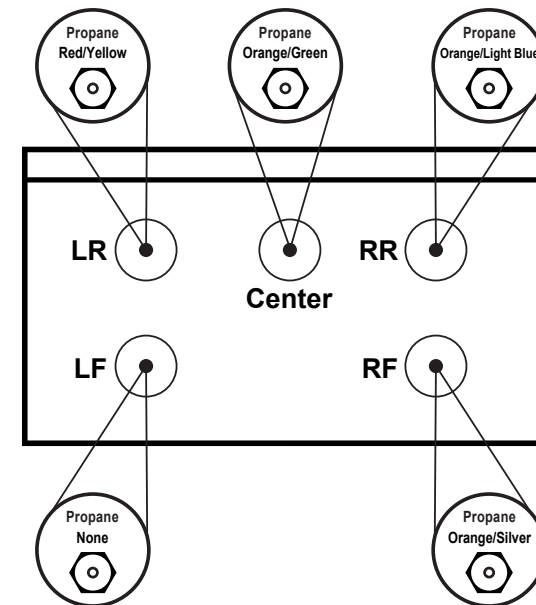 Propane
Red/Yellow
Propane
Orange/Green
Propane
Orange/Light Blue
LR
RR
Center
LF
RF
Propane
None
Propane
Orange/Silver